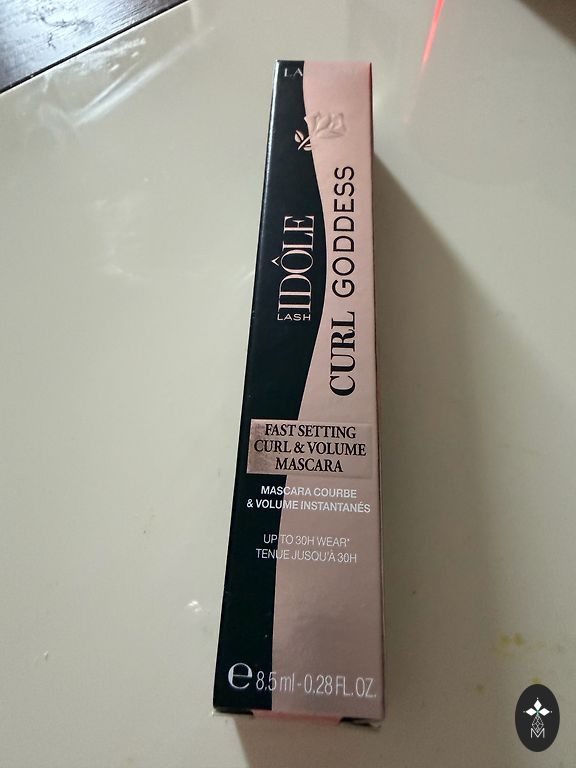 LA
LASH
IDÔLE
CURL GODDESS
FAST SETTING
CURL & VOLUME
MASCARA
MASCARA COURBE
& VOLUME INSTANTANÉS
UP TO 30H WEAR*
TENUE JUSQU'À 30H
℮ 8.5 ml - 0.28 FL. OZ.
M